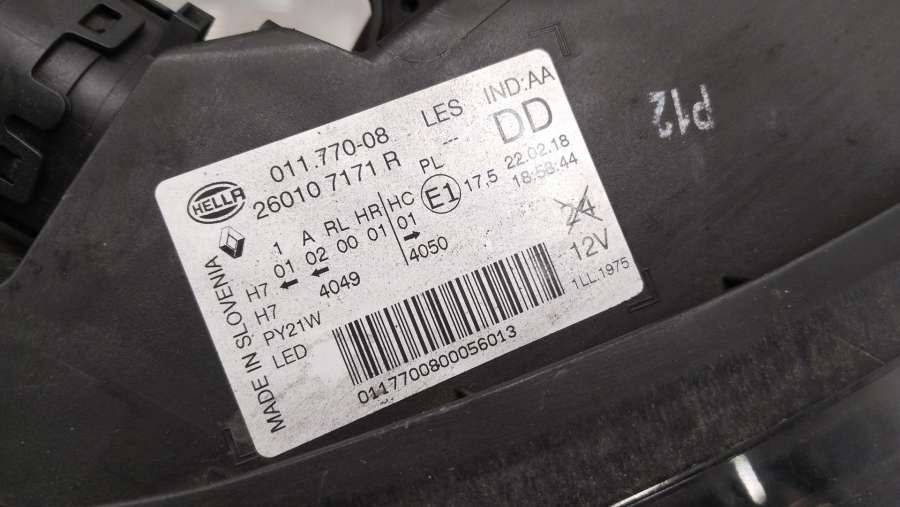 011.770-08 LES IND:AA
HELLA
26010 7171 R -- DD
1 A RL HR HC PL
01 02 00 01 01 E1 17,5 22.02.18
18:58:44
H7 ← ← →
H7 4049 4050 24
PY21W 12V
LED 1LL.1975
MADE IN SLOVENIA
0117700800056013
P12